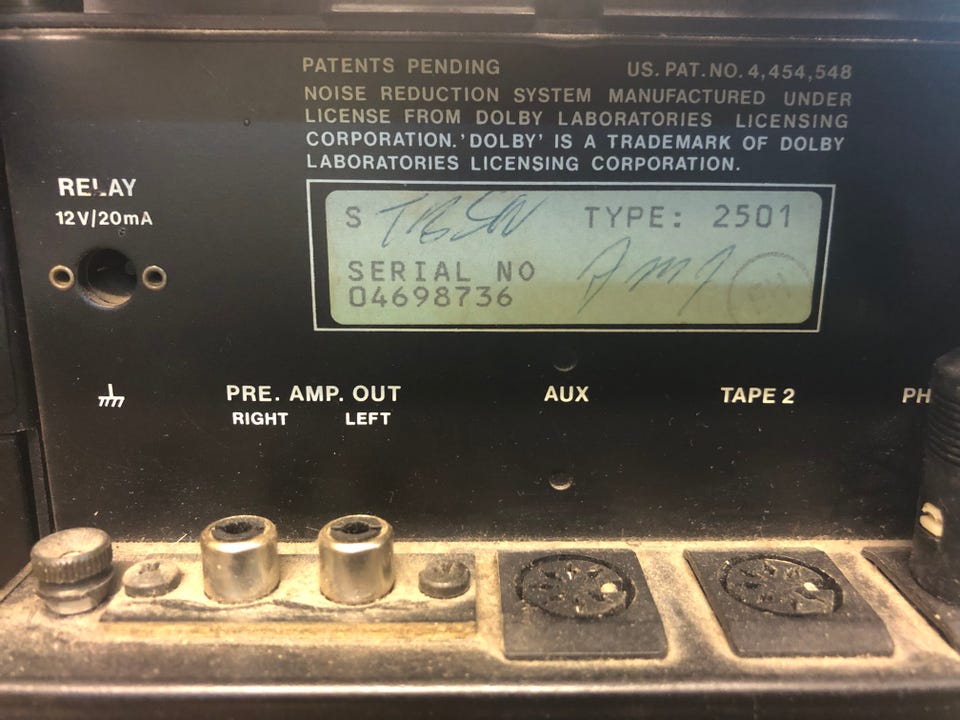 PATENTS PENDING US. PAT. NO. 4,454,548
NOISE REDUCTION SYSTEM MANUFACTURED UNDER
LICENSE FROM DOLBY LABORATORIES LICENSING
CORPORATION. 'DOLBY' IS A TRADEMARK OF DOLBY
LABORATORIES LICENSING CORPORATION.
RELAY
12V/20mA
S TYPE: 2501
SERIAL NO
04698736
PRE. AMP. OUT AUX TAPE 2 PH
RIGHT LEFT